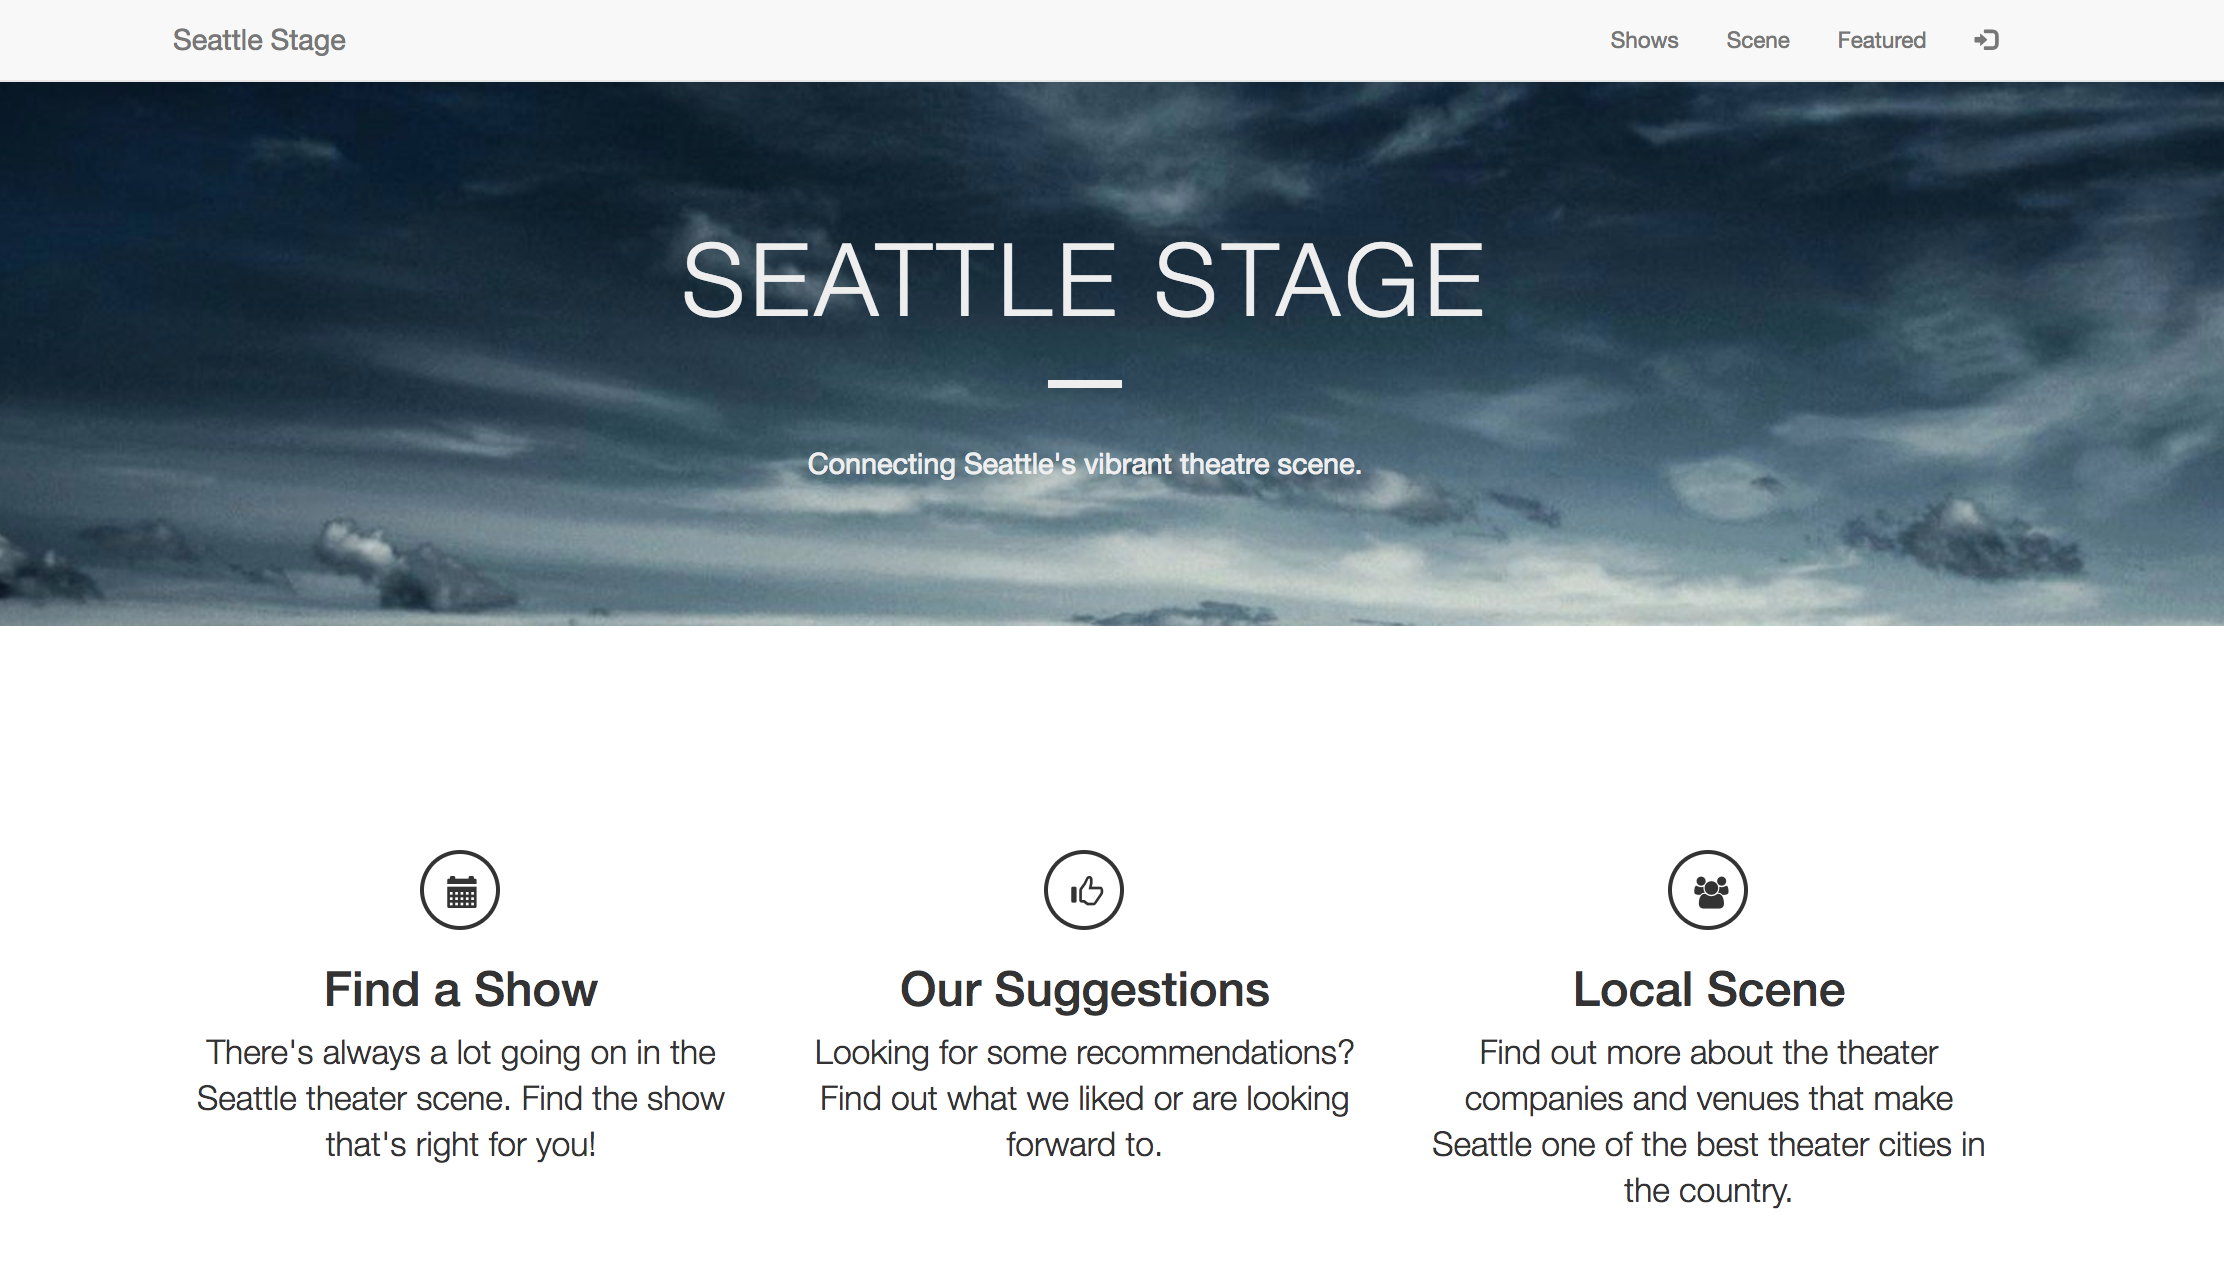 Seattle Stage
Shows Scene Featured
SEATTLE STAGE
Connecting Seattle's vibrant theatre scene.
Find a Show
There's always a lot going on in the
Seattle theater scene. Find the show
that's right for you!
Our Suggestions
Looking for some recommendations?
Find out what we liked or are looking
forward to.
Local Scene
Find out more about the theater
companies and venues that make
Seattle one of the best theater cities in
the country.